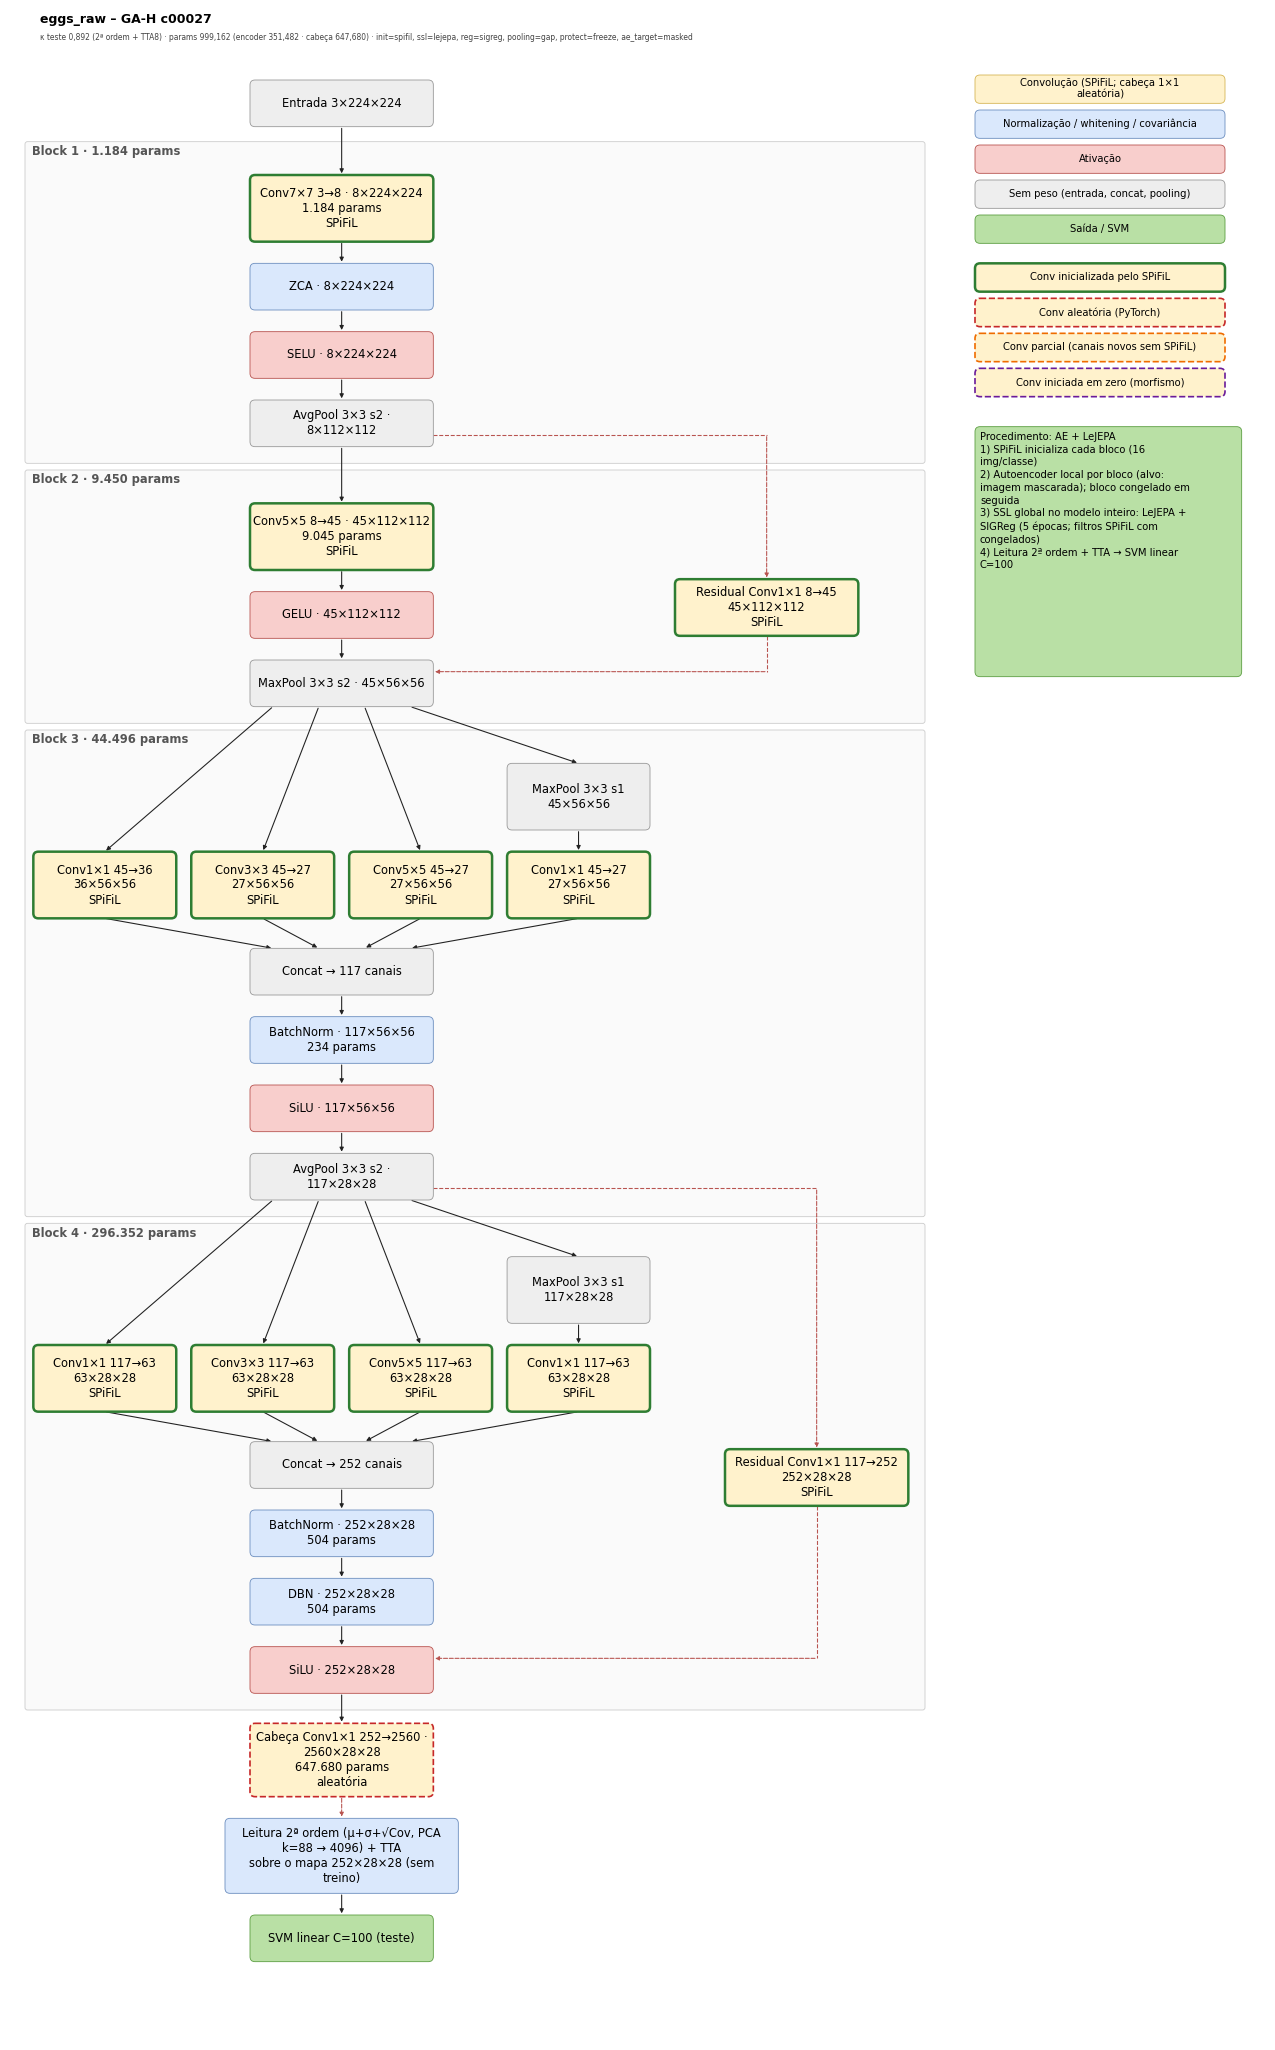 eggs_raw – GA-H c00027
κ teste 0,892 (2ª ordem + TTA8) · params 999,162 (encoder 351,482 · cabeça 647,680) · init=spifil, ssl=lejepa, reg=sigreg, pooling=gap, protect=freeze, ae_target=masked
Entrada 3×224×224
Block 1 · 1.184 params
Conv7×7 3→8 · 8×224×224
1.184 params
SPiFiL
ZCA · 8×224×224
SELU · 8×224×224
AvgPool 3×3 s2 ·
8×112×112
Block 2 · 9.450 params
Conv5×5 8→45 · 45×112×112
9.045 params
SPiFiL
GELU · 45×112×112
Residual Conv1×1 8→45
45×112×112
SPiFiL
MaxPool 3×3 s2 · 45×56×56
Block 3 · 44.496 params
MaxPool 3×3 s1
45×56×56
Conv1×1 45→36
36×56×56
SPiFiL
Conv3×3 45→27
27×56×56
SPiFiL
Conv5×5 45→27
27×56×56
SPiFiL
Conv1×1 45→27
27×56×56
SPiFiL
Concat → 117 canais
BatchNorm · 117×56×56
234 params
SiLU · 117×56×56
AvgPool 3×3 s2 ·
117×28×28
Block 4 · 296.352 params
MaxPool 3×3 s1
117×28×28
Conv1×1 117→63
63×28×28
SPiFiL
Conv3×3 117→63
63×28×28
SPiFiL
Conv5×5 117→63
63×28×28
SPiFiL
Conv1×1 117→63
63×28×28
SPiFiL
Concat → 252 canais
Residual Conv1×1 117→252
252×28×28
SPiFiL
BatchNorm · 252×28×28
504 params
DBN · 252×28×28
504 params
SiLU · 252×28×28
Cabeça Conv1×1 252→2560 ·
2560×28×28
647.680 params
aleatória
Leitura 2ª ordem (μ+σ+√Cov, PCA
k=88 → 4096) + TTA
sobre o mapa 252×28×28 (sem
treino)
SVM linear C=100 (teste)
Convolução (SPiFiL; cabeça 1×1
aleatória)
Normalização / whitening / covariância
Ativação
Sem peso (entrada, concat, pooling)
Saída / SVM
Conv inicializada pelo SPiFiL
Conv aleatória (PyTorch)
Conv parcial (canais novos sem SPiFiL)
Conv iniciada em zero (morfismo)
Procedimento: AE + LeJEPA
1) SPiFiL inicializa cada bloco (16
img/classe)
2) Autoencoder local por bloco (alvo:
imagem mascarada); bloco congelado em
seguida
3) SSL global no modelo inteiro: LeJEPA +
SIGReg (5 épocas; filtros SPiFiL com
congelados)
4) Leitura 2ª ordem + TTA → SVM linear
C=100